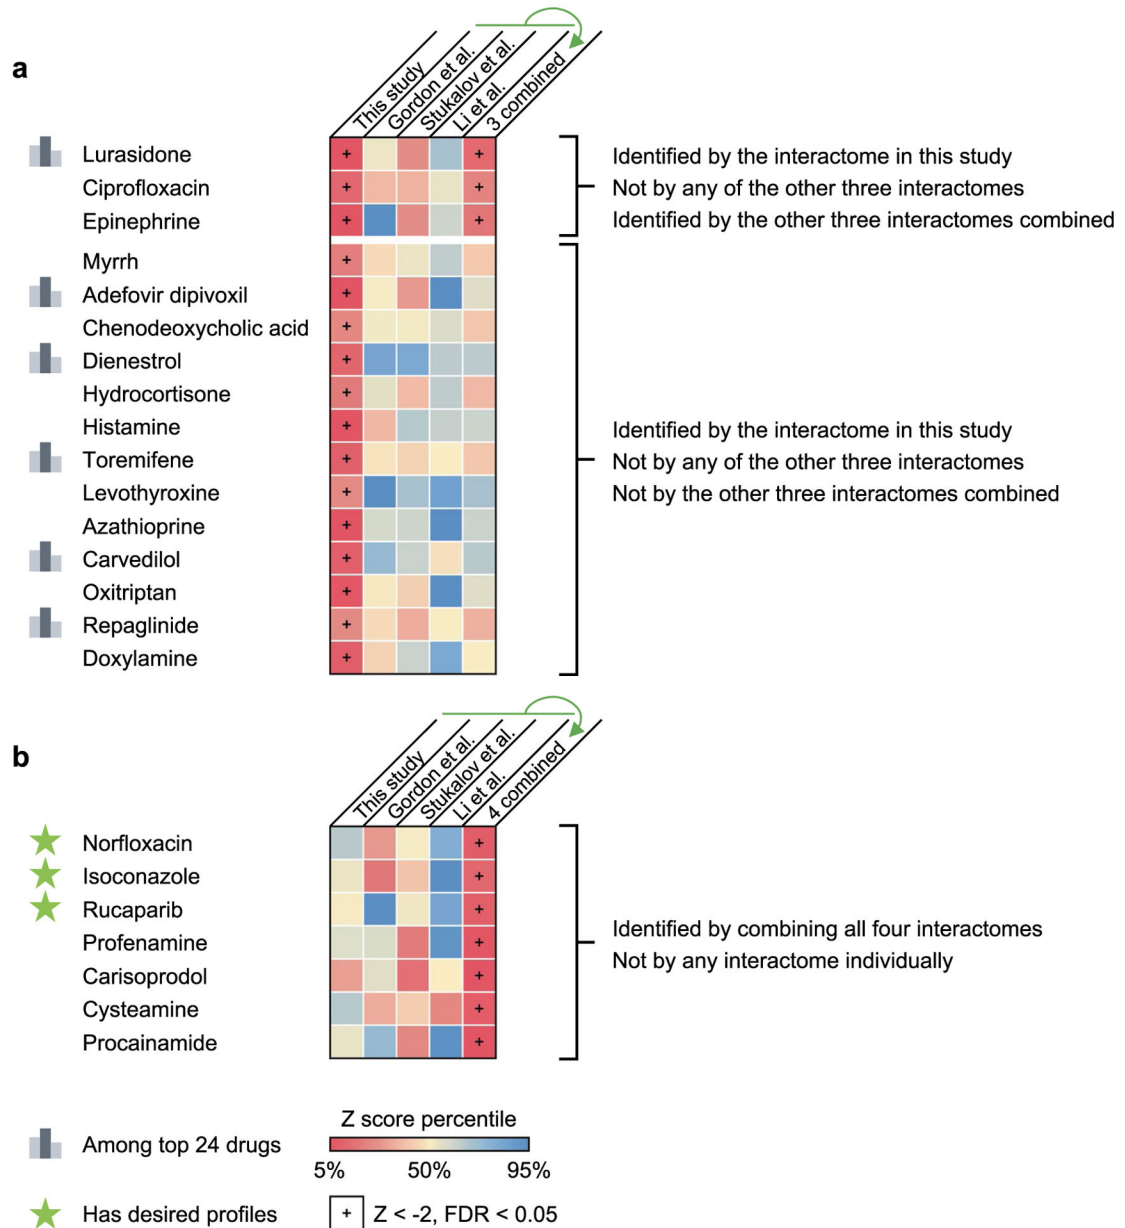 a
This study
Gordon et al.
Stukalov et al.
Li et al.
3 combined
Lurasidone + +
Ciprofloxacin + +
Epinephrine + +
Identified by the interactome in this study
Not by any of the other three interactomes
Identified by the other three interactomes combined
Myrrh +
Adefovir dipivoxil +
Chenodeoxycholic acid +
Dienestrol +
Hydrocortisone +
Histamine +
Toremifene +
Levothyroxine +
Azathioprine +
Carvedilol +
Oxitriptan +
Repaglinide +
Doxylamine +
Identified by the interactome in this study
Not by any of the other three interactomes
Not by the other three interactomes combined
b
This study
Gordon et al.
Stukalov et al.
Li et al.
4 combined
Norfloxacin +
Isoconazole +
Rucaparib +
Profenamine +
Carisoprodol +
Cysteamine +
Procainamide +
Identified by combining all four interactomes
Not by any interactome individually
Among top 24 drugs
Z score percentile
5% 50% 95%
Has desired profiles
+ Z < -2, FDR < 0.05